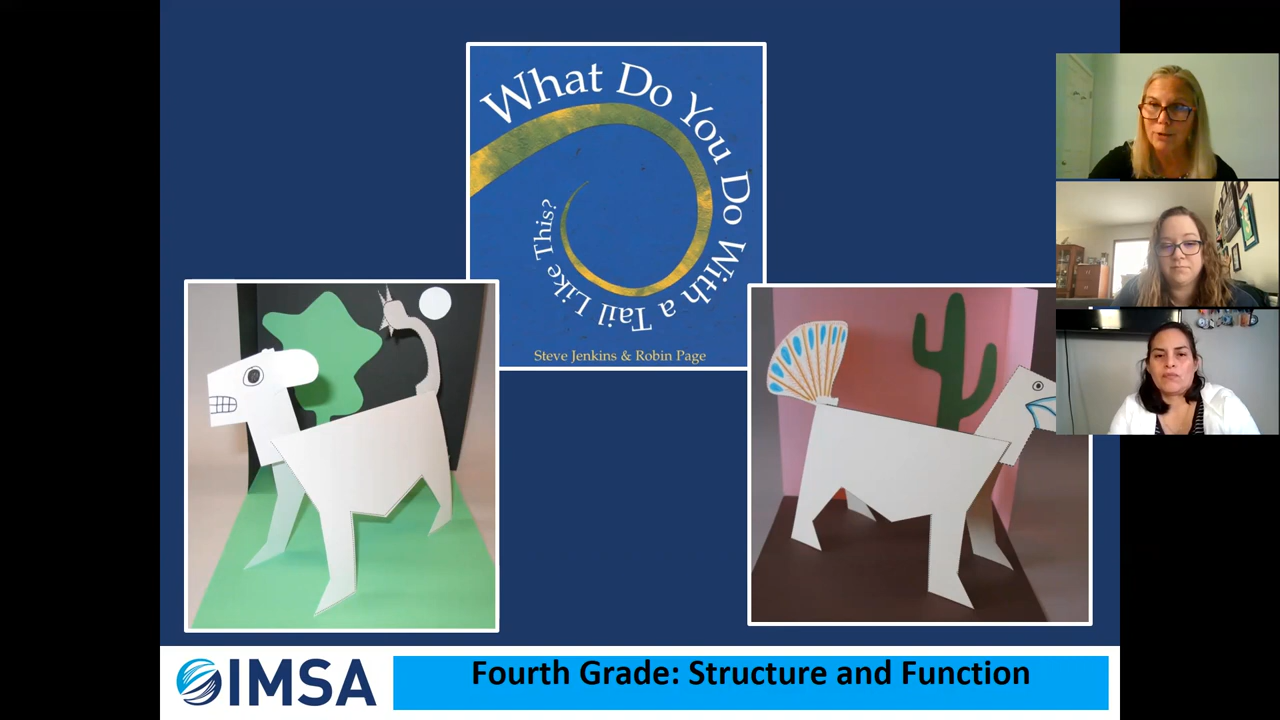 What Do You Do With a Tail Like This?
Steve Jenkins & Robin Page
IMSA
Fourth Grade: Structure and Function